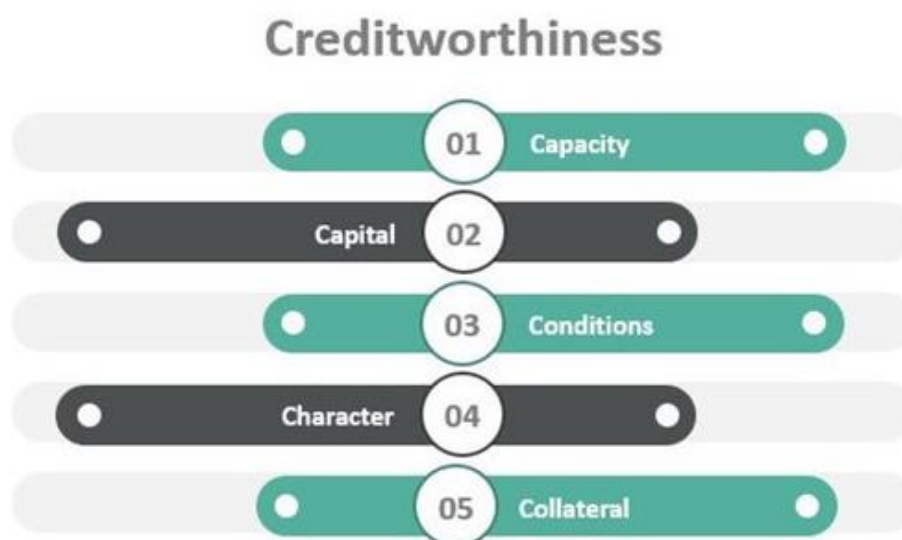 Creditworthiness
01 Capacity
Capital 02
03 Conditions
Character 04
05 Collateral